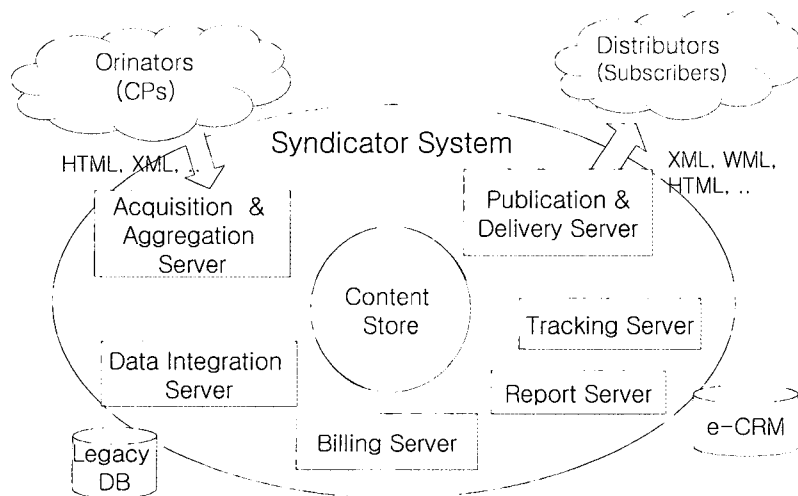 Orinators
(CPs)
Distributors
(Subscribers)
Syndicator System
HTML, XML, ..
XML, WML,
HTML, ..
Acquisition &
Aggregation
Server
Publication &
Delivery Server
Content
Store
Tracking Server
Data Integration
Server
Report Server
Billing Server
e-CRM
Legacy
DB